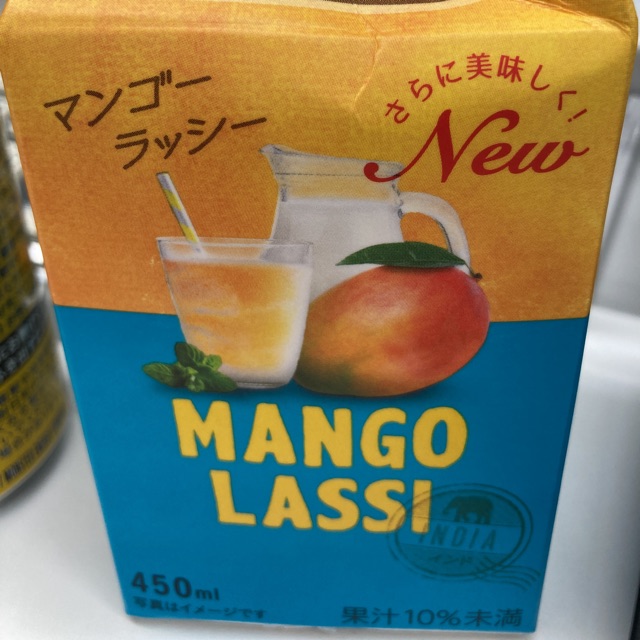 マンゴー
ラッシー
さらに美味しく!
New
MANGO
LASSI
INDIA
インド
450ml
写真はイメージです
果汁10%未満